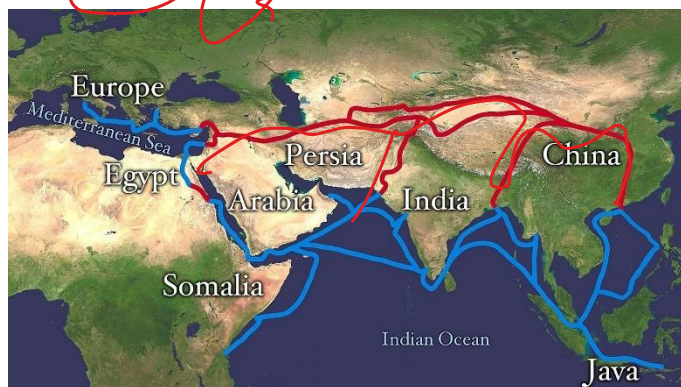 Europe
Mediterranean Sea
Egypt
Persia
China
Arabia
India
Somalia
Indian Ocean
Java